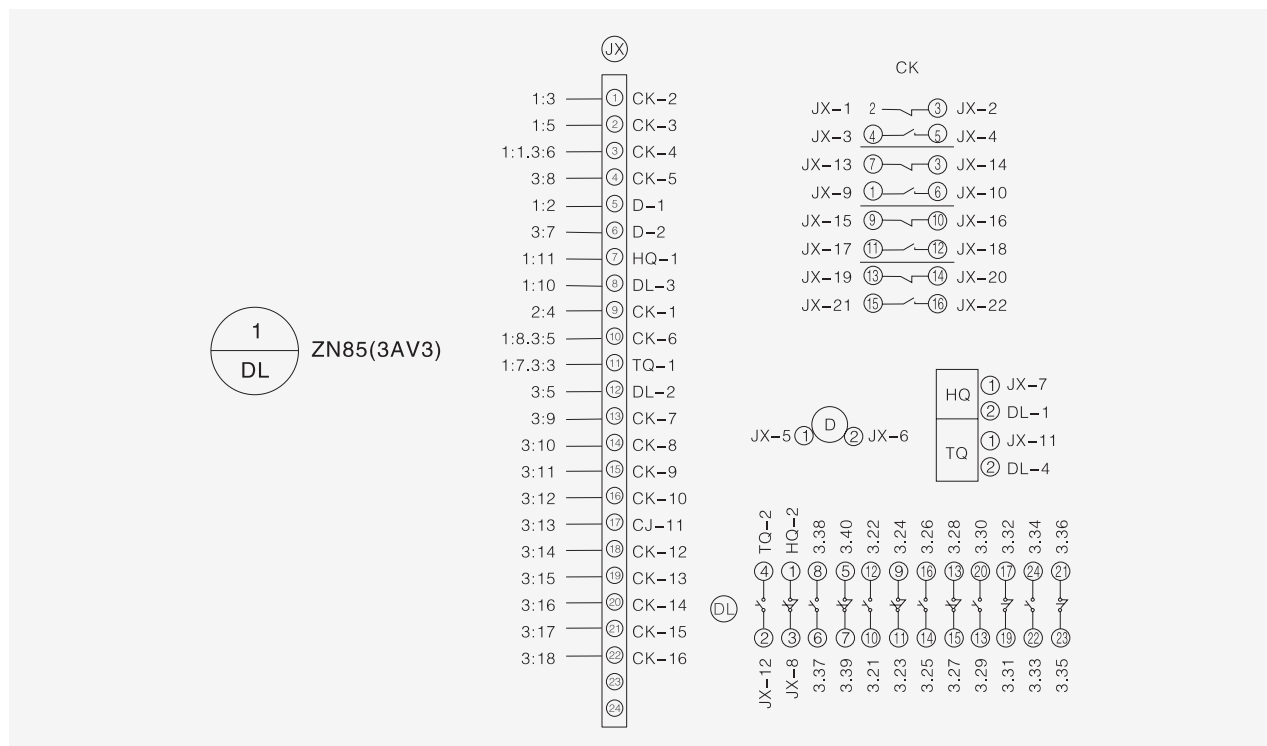 JX
1:3 1 CK-2
1:5 2 CK-3
1:1.3:6 3 CK-4
3:8 4 CK-5
1:2 5 D-1
3:7 6 D-2
1:11 7 HQ-1
1:10 8 DL-3
2:4 9 CK-1
1:8.3:5 10 CK-6
1:7.3:3 11 TQ-1
3:5 12 DL-2
3:9 13 CK-7
3:10 14 CK-8
3:11 15 CK-9
3:12 16 CK-10
3:13 17 CJ-11
3:14 18 CK-12
3:15 19 CK-13
3:16 20 CK-14
3:17 21 CK-15
3:18 22 CK-16
23
24
1
DL
ZN85(3AV3)
CK
JX-1 2 3 JX-2
JX-3 4 5 JX-4
JX-13 7 3 JX-14
JX-9 1 6 JX-10
JX-15 9 10 JX-16
JX-17 11 12 JX-18
JX-19 13 14 JX-20
JX-21 15 16 JX-22
JX-5 1 D 2 JX-6
HQ 1 JX-7
2 DL-1
TQ 1 JX-11
2 DL-4
TQ-2 HQ-2 3.38 3.40 3.22 3.24 3.26 3.28 3.30 3.32 3.34 3.36
4 1 8 5 12 9 16 13 20 17 24 21
DL
2 3 6 7 10 11 14 15 13 19 22 23
JX-12 JX-8 3.37 3.39 3.21 3.23 3.25 3.27 3.29 3.31 3.33 3.35